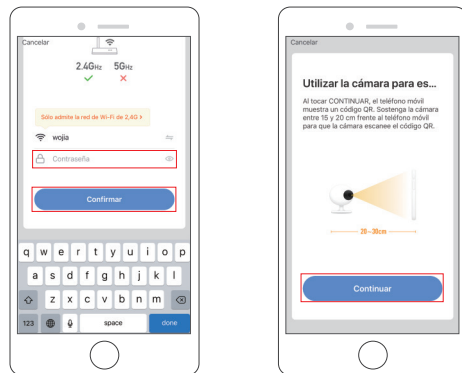 Cancelar
2.4GHz 5GHz
Sólo admite la red de Wi-Fi de 2,4G >
wojia
Contraseña
Confirmar
q w e r t y u i o p
a s d f g h j k l
z x c v b n m
123 space done
Cancelar
Utilizar la cámara para es...
Al tocar CONTINUAR, el teléfono móvil
muestra un código QR. Sostenga la cámara
entre 15 y 20 cm frente al teléfono móvil
para que la cámara escanee el código QR.
20~30cm
Continuar